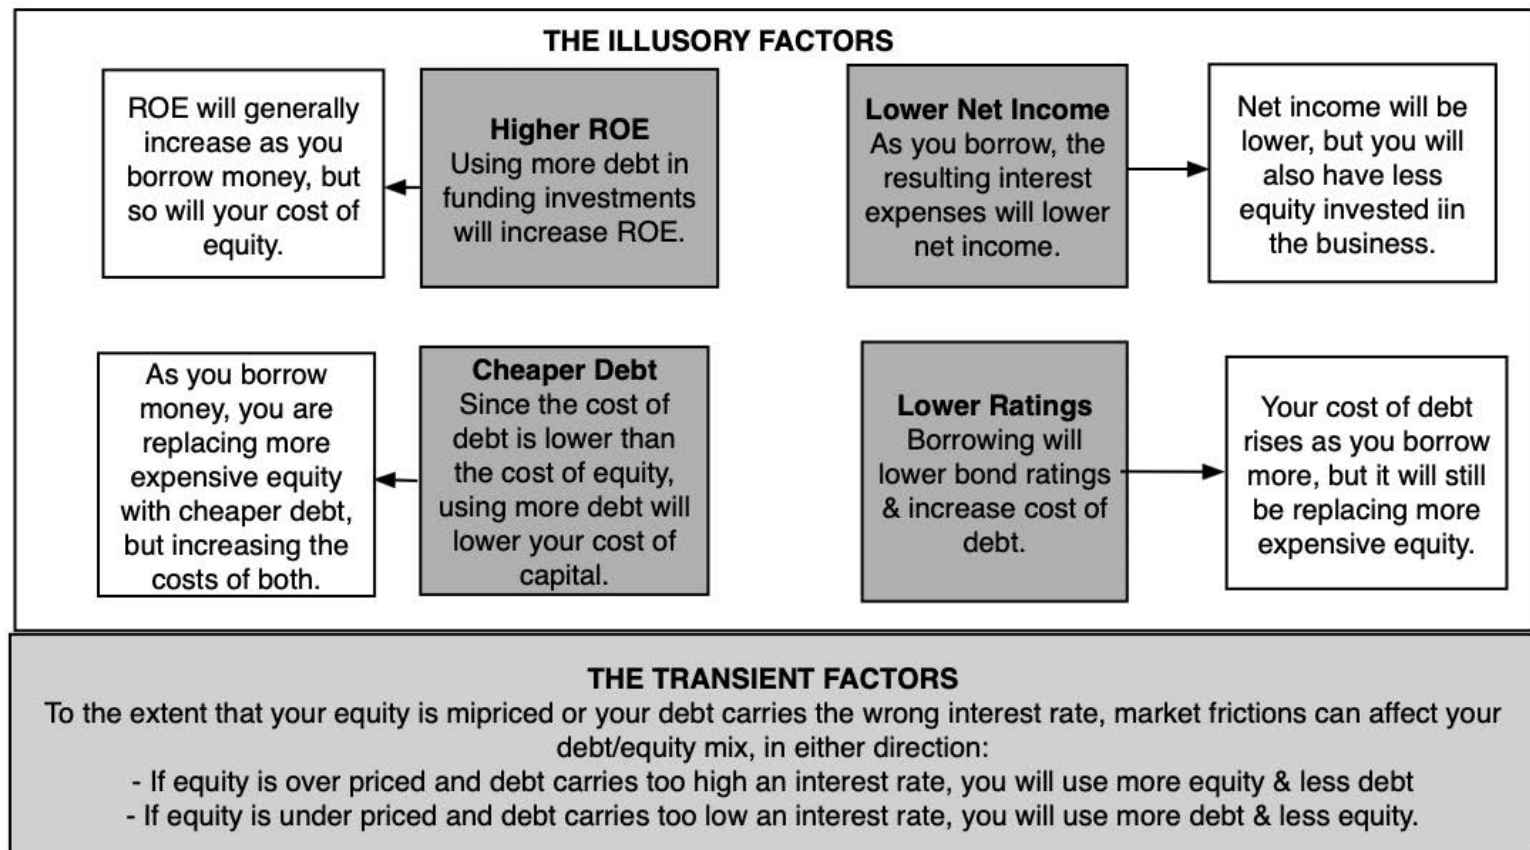 THE ILLUSORY FACTORS
ROE will generally
increase as you
borrow money, but
so will your cost of
equity.
Higher ROE
Using more debt in
funding investments
will increase ROE.
Lower Net Income
As you borrow, the
resulting interest
expenses will lower
net income.
Net income will be
lower, but you will
also have less
equity invested iin
the business.
As you borrow
money, you are
replacing more
expensive equity
with cheaper debt,
but increasing the
costs of both.
Cheaper Debt
Since the cost of
debt is lower than
the cost of equity,
using more debt will
lower your cost of
capital.
Lower Ratings
Borrowing will
lower bond ratings
& increase cost of
debt.
Your cost of debt
rises as you borrow
more, but it will still
be replacing more
expensive equity.
THE TRANSIENT FACTORS
To the extent that your equity is mipriced or your debt carries the wrong interest rate, market frictions can affect your
debt/equity mix, in either direction:
- If equity is over priced and debt carries too high an interest rate, you will use more equity & less debt
- If equity is under priced and debt carries too low an interest rate, you will use more debt & less equity.